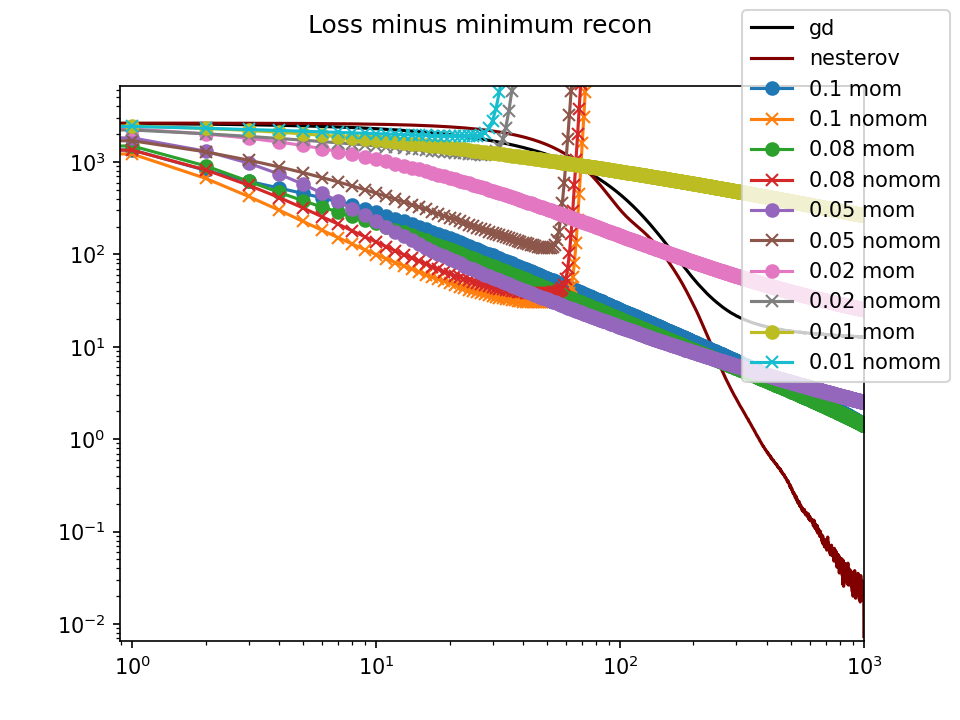 Loss minus minimum recon
gd
nesterov
0.1 mom
0.1 nomom
0.08 mom
0.08 nomom
0.05 mom
0.05 nomom
0.02 mom
0.02 nomom
0.01 mom
0.01 nomom
10³
10²
10¹
10⁰
10⁻¹
10⁻²
10⁰ 10¹ 10² 10³